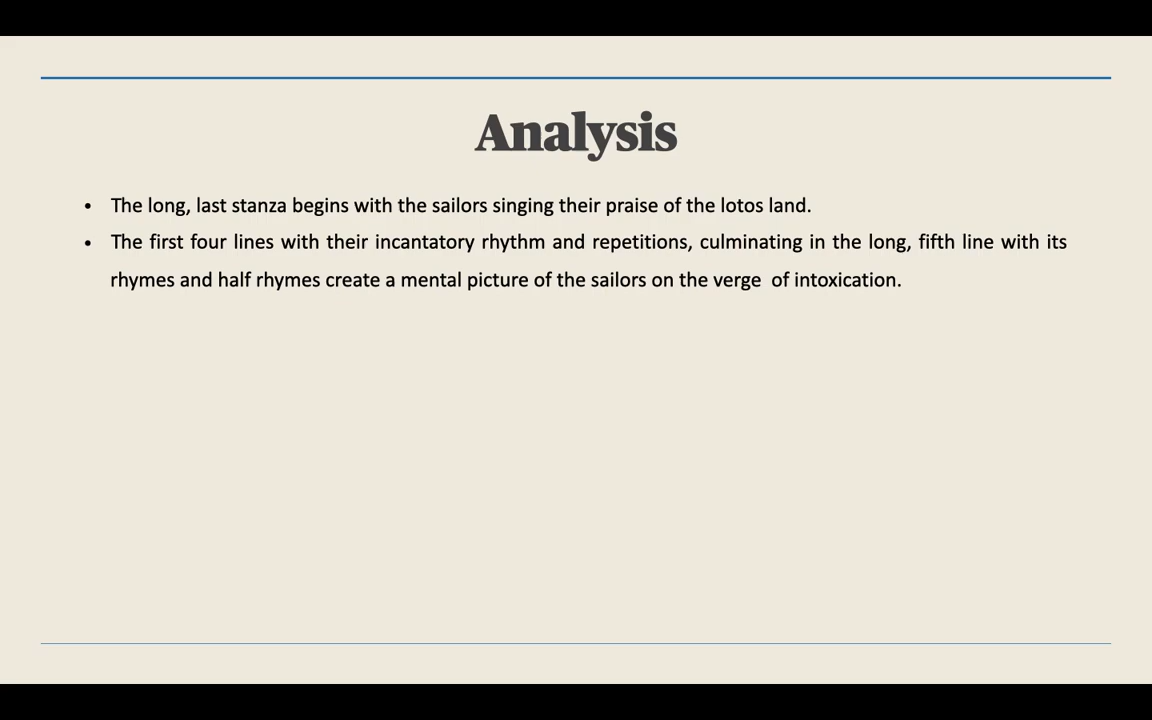 Analysis
• The long, last stanza begins with the sailors singing their praise of the lotos land.
• The first four lines with their incantatory rhythm and repetitions, culminating in the long, fifth line with its
rhymes and half rhymes create a mental picture of the sailors on the verge  of intoxication.